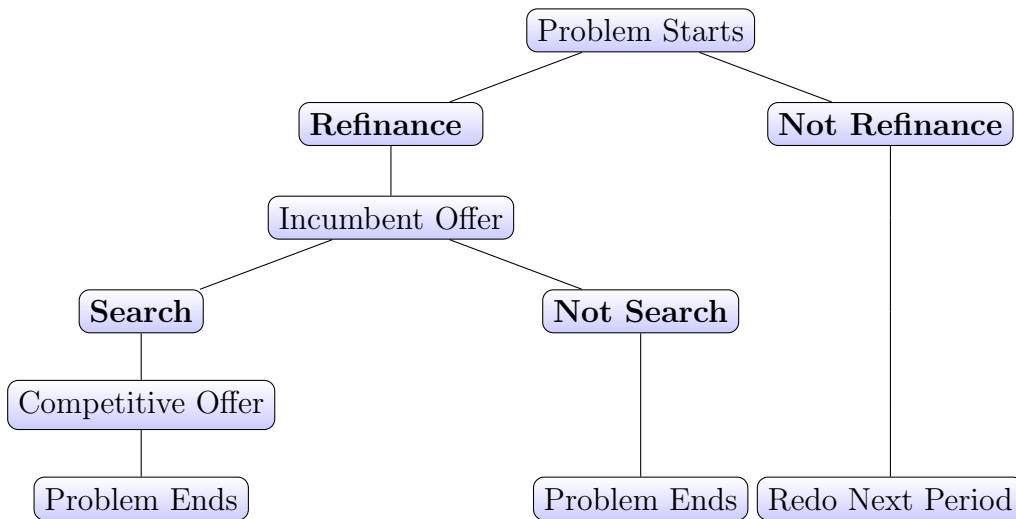 Problem Starts
Refinance
Not Refinance
Incumbent Offer
Search
Not Search
Competitive Offer
Problem Ends
Problem Ends
Redo Next Period